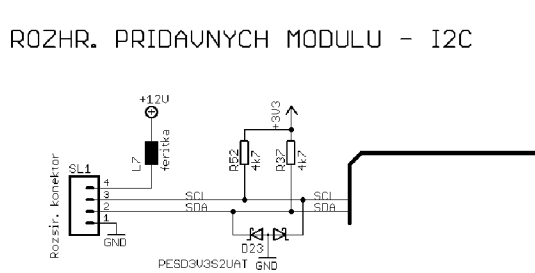 ROZHR. PRIDAVNYCH MODULU - I2C
+12V
+3V3
L7
feritka
R52
4k7
R37
4k7
Rozsir. konektor
SL1
4
3
2
1
SCL
SDA
SCL
SDA
GND
D23
PESD3V3S2UAT
GND